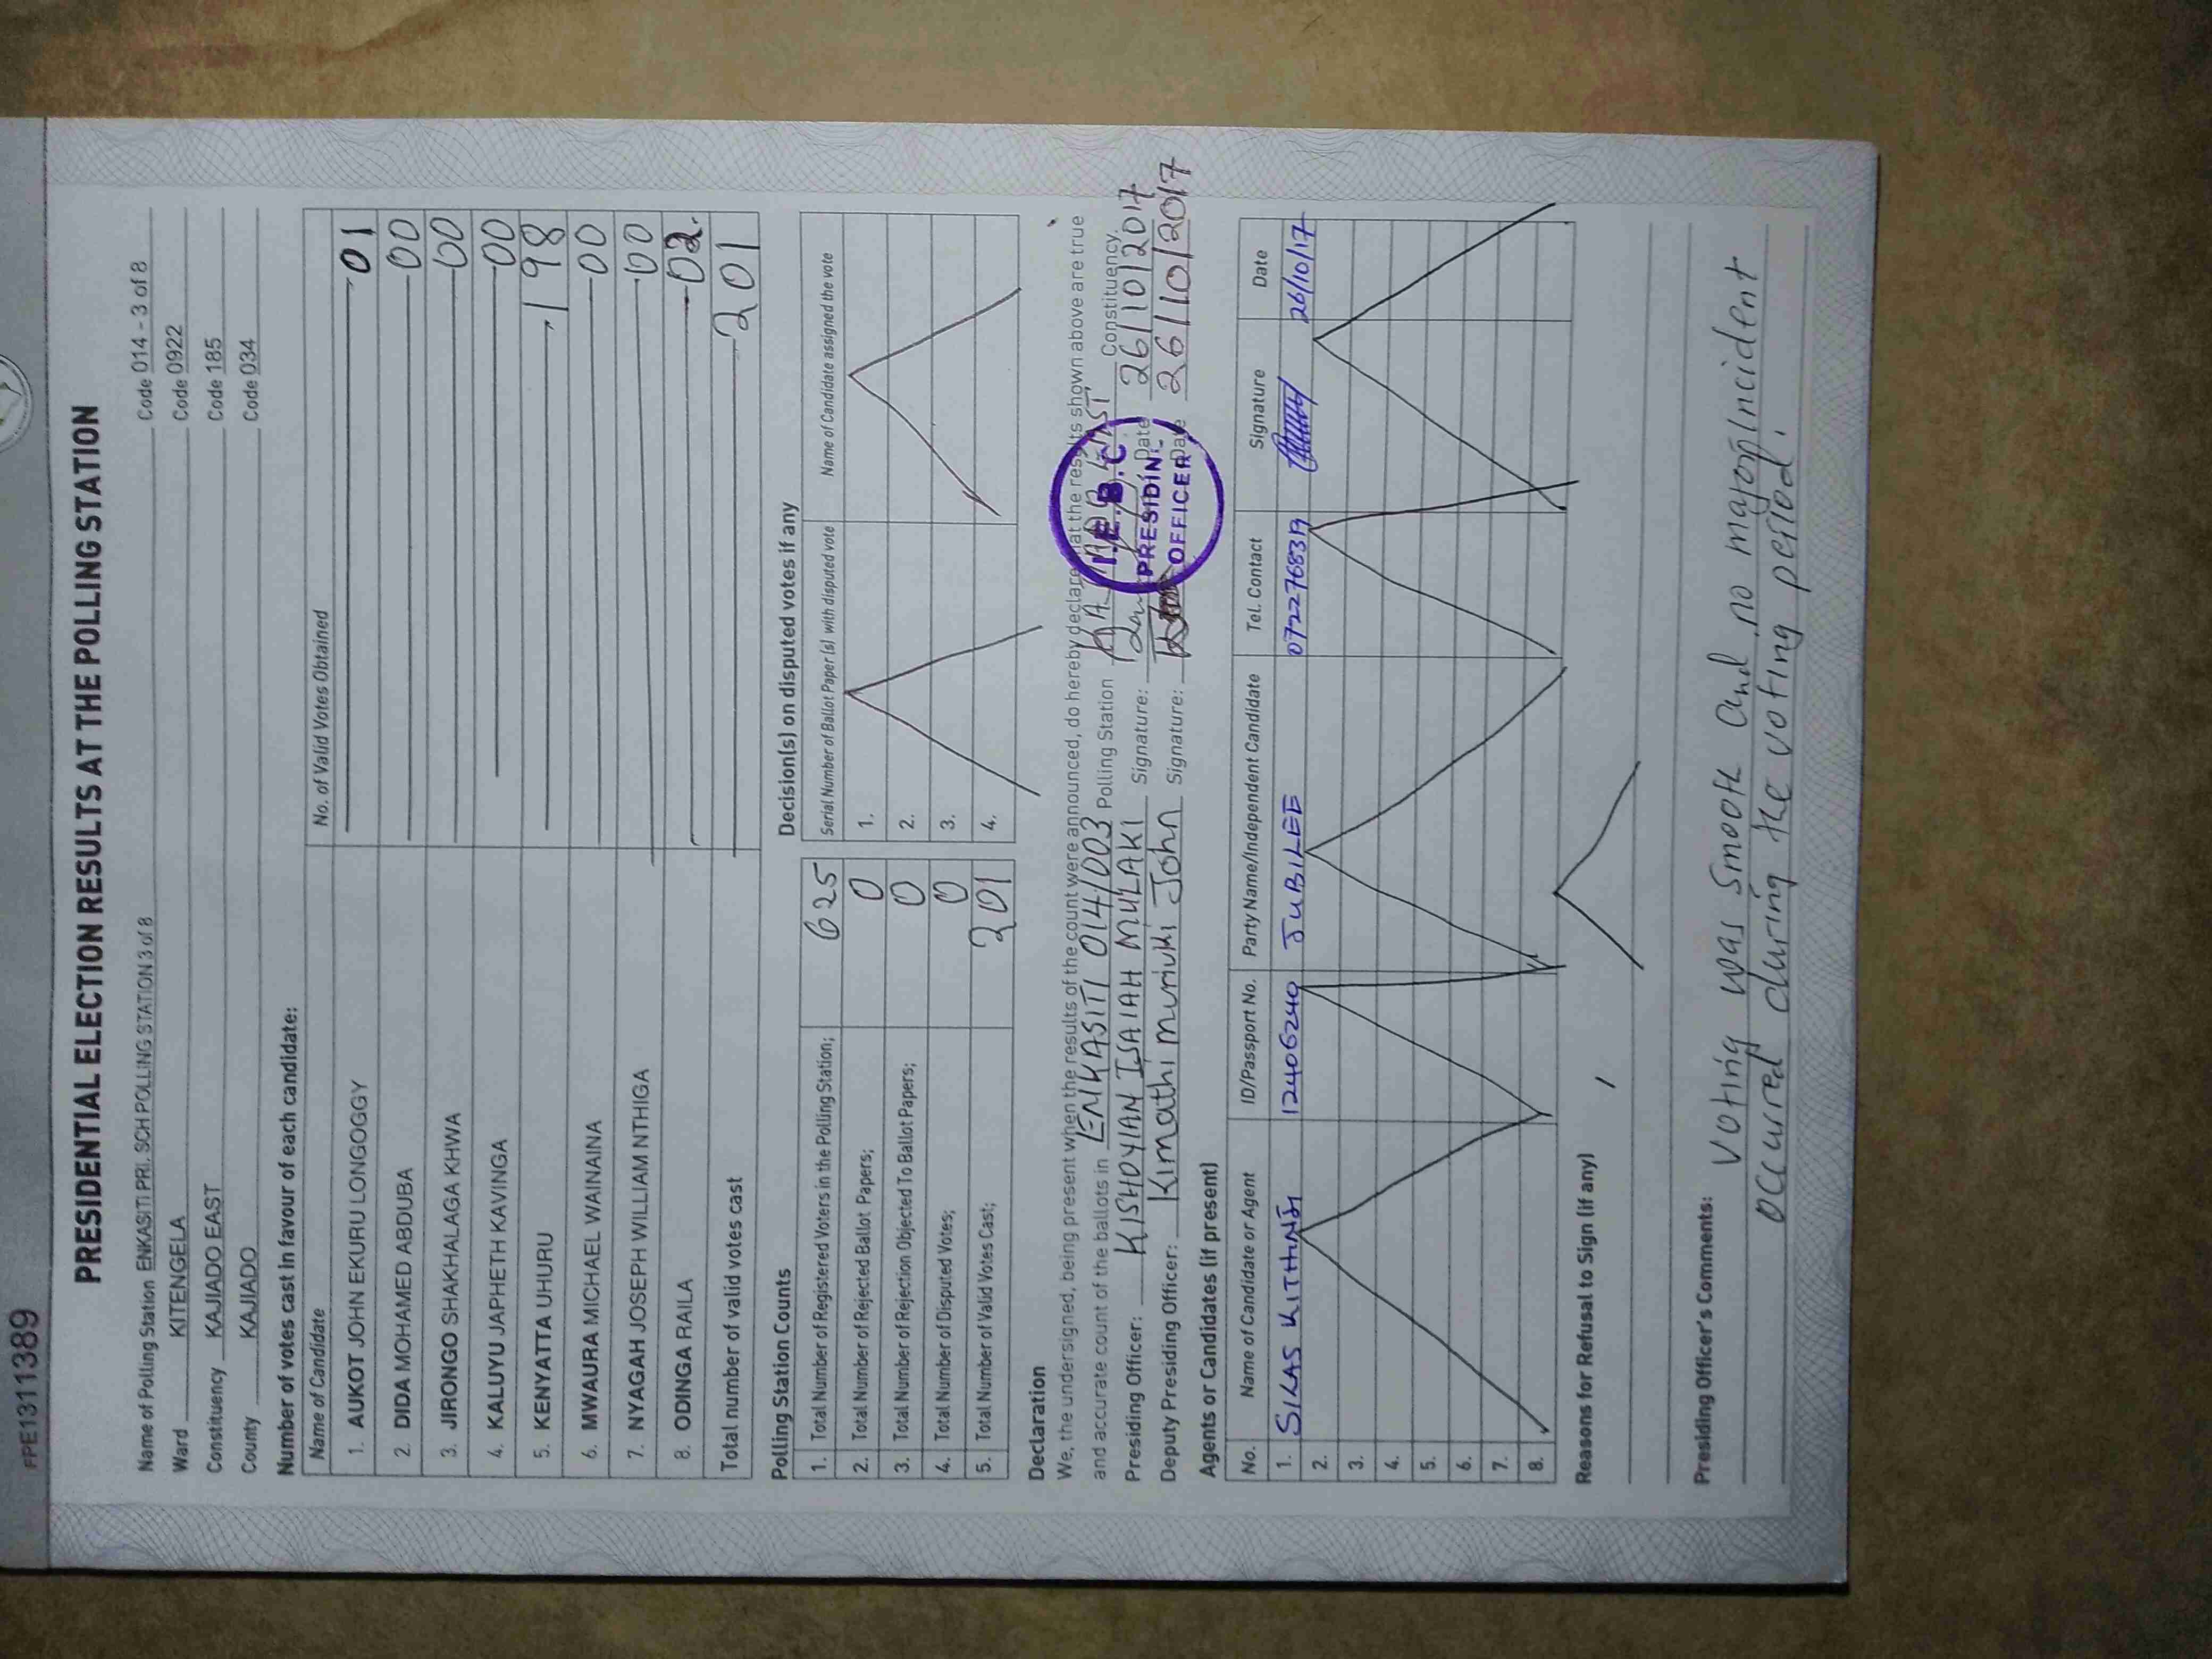 FPE1311389
PRESIDENTIAL ELECTION RESULTS AT THE POLLING STATION
Name of Polling Station ENKASITI PRI. SCH POLLING STATION 3 of 8 Code 014 - 3 of 8
Ward KITENGELA Code 0922
Constituency KAJIADO EAST Code 185
County KAJIADO Code 034
Number of votes cast in favour of each candidate:
Name of Candidate No. of Valid Votes Obtained
1. AUKOT JOHN EKURU LONGOGGY 01
2. DIDA MOHAMED ABDUBA 00
3. JIRONGO SHAKHALAGA KHWA 00
4. KALUYU JAPHETH KAVINGA 00
5. KENYATTA UHURU 198
6. MWAURA MICHAEL WAINAINA 00
7. NYAGAH JOSEPH WILLIAM NTHIGA 00
8. ODINGA RAILA 02.
Total number of valid votes cast 201
Polling Station Counts
1. Total Number of Registered Voters in the Polling Station; 625
2. Total Number of Rejected Ballot Papers; 0
3. Total Number of Rejection Objected To Ballot Papers; 0
4. Total Number of Disputed Votes; 0
5. Total Number of Valid Votes Cast; 201
Decision(s) on disputed votes if any
Serial Number of Ballot Paper (s) with disputed vote Name of Candidate assigned the vote
1.
2.
3.
4.
Declaration
We, the undersigned, being present when the results of the count were announced, do hereby declare that the results shown above are true
and accurate count of the ballots in ENKASITI 014/003 Polling Station EAST Constituency.
Presiding Officer: KISHOYIAN ISAIAH MULAKI Signature: Date 26/10/2017
Deputy Presiding Officer: Kimathi muriuki John Signature: Date 26/10/2017
I.E.B.C
PRESIDING
OFFICER
Agents or Candidates (if present)
No. Name of Candidate or Agent ID/Passport No. Party Name/Independent Candidate Tel. Contact Signature Date
1. SILAS KITHINJI 12406240 JUBILEE 0722768319 26/10/17
2.
3.
4.
5.
6.
7.
8.
Reasons for Refusal to Sign (if any)
Presiding Officer's Comments: Voting was smooth and no major incident
occurred during the voting period.